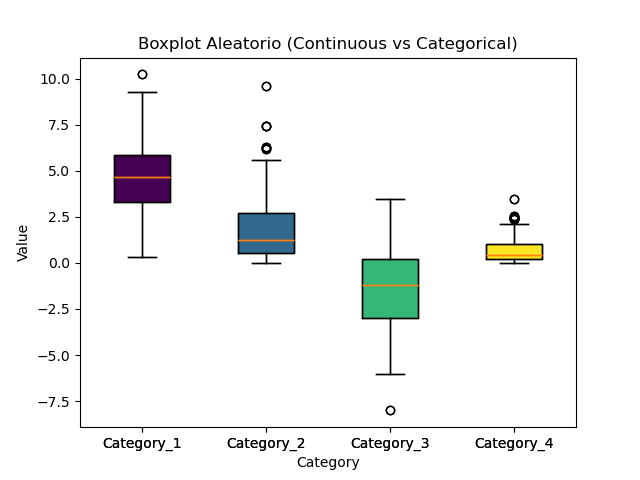 Boxplot Aleatorio (Continuous vs Categorical)
10.0
7.5
5.0
2.5
0.0
−2.5
−5.0
−7.5
Value
Category_1 Category_2 Category_3 Category_4
Category